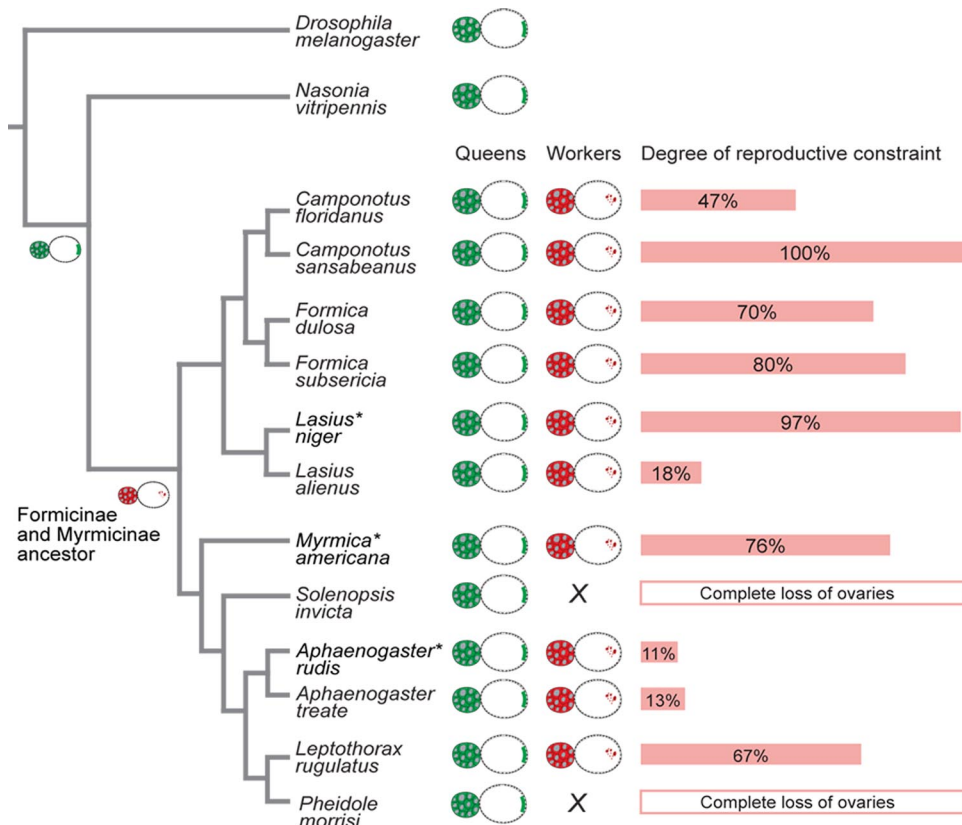 Drosophila
melanogaster
Nasonia
vitripennis
Queens Workers Degree of reproductive constraint
Camponotus
floridanus
47%
Camponotus
sansabeanus
100%
Formica
dulosa
70%
Formica
subsericia
80%
Lasius*
niger
97%
Lasius
alienus
18%
Formicinae
and Myrmicinae
ancestor
Myrmica*
americana
76%
Solenopsis
invicta
X
Complete loss of ovaries
Aphaenogaster*
rudis
11%
Aphaenogaster
treate
13%
Leptothorax
rugulatus
67%
Pheidole
morrisi
X
Complete loss of ovaries